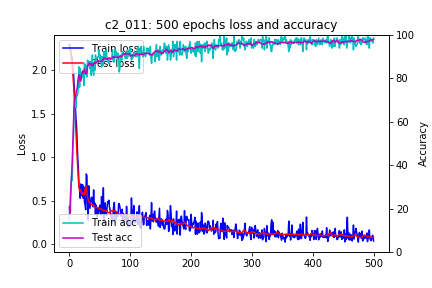 c2_011: 500 epochs loss and accuracy
Train loss
Test loss
Train acc
Test acc
Loss
Accuracy
2.0
1.5
1.0
0.5
0.0
100
80
60
40
20
0
0
100
200
300
400
500